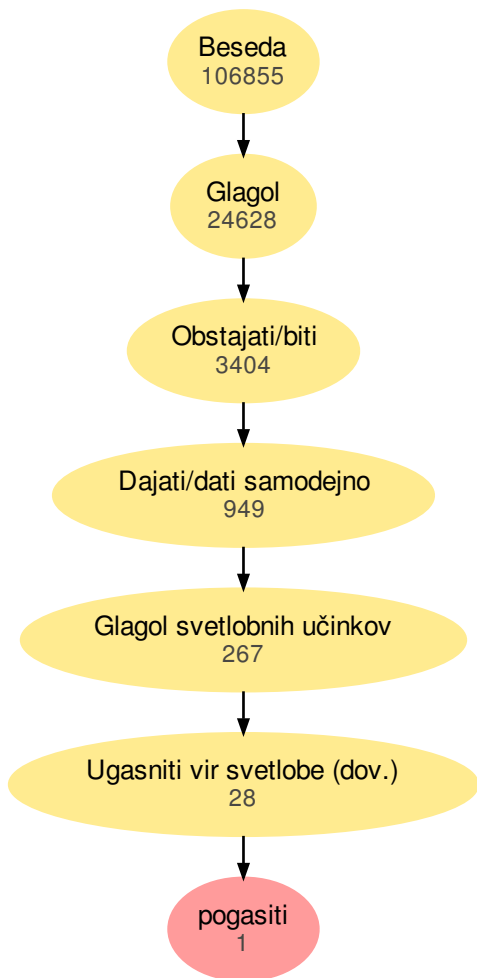 Beseda
106855
Glagol
24628
Obstajati/biti
3404
Dajati/dati samodejno
949
Glagol svetlobnih učinkov
267
Ugasniti vir svetlobe (dov.)
28
pogasiti
1